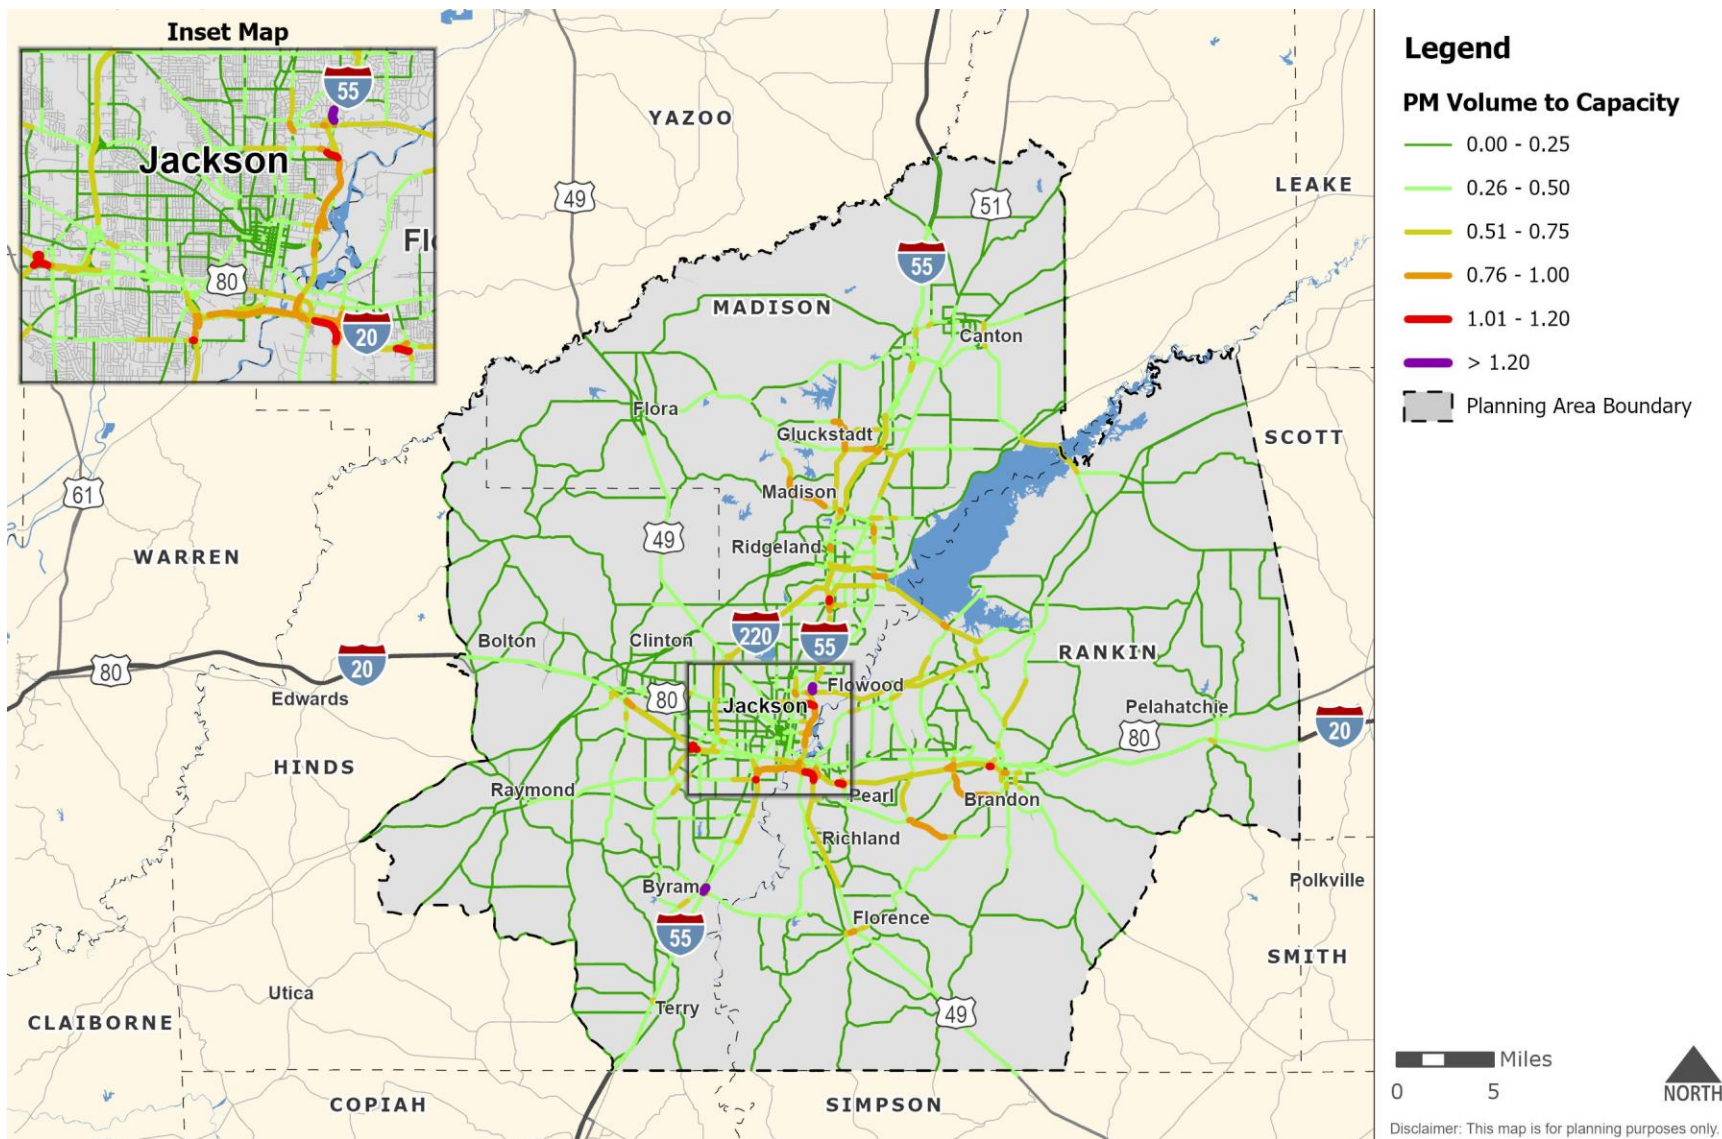 Inset Map
55
Jackson
Flo
80
20
YAZOO
LEAKE
49
51
55
MADISON
Canton
Flora
Gluckstadt
SCOTT
61
Madison
49
Ridgeland
WARREN
220
55
Bolton
Clinton
RANKIN
80
20
Edwards
80
Flowood
Jackson
Pelahatchie
80
20
HINDS
Raymond
Pearl
Brandon
Richland
Byram
Polkville
55
Florence
SMITH
Utica
Terry
49
CLAIBORNE
COPIAH
SIMPSON
Legend
PM Volume to Capacity
0.00 - 0.25
0.26 - 0.50
0.51 - 0.75
0.76 - 1.00
1.01 - 1.20
> 1.20
Planning Area Boundary
Miles
0 5
NORTH
Disclaimer: This map is for planning purposes only.